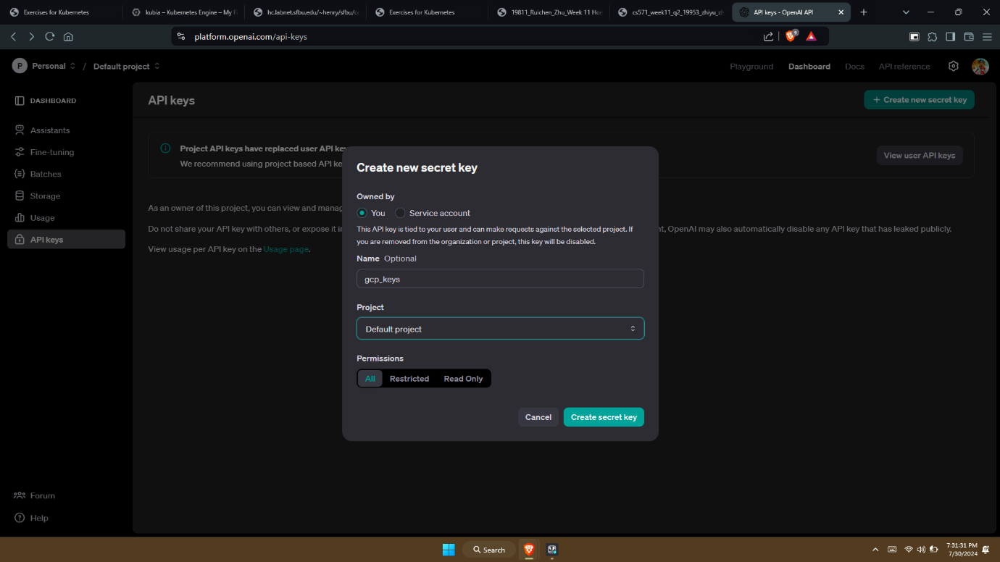 Exercises for Kubernetes
kubia – Kubernetes Engine – My F
hc.labnet.sfbu.edu/~henry/sfbu/co
Exercises for Kubernetes
19811_Ruichen_Zhu_Week 11 Hon
cs571_week11_q2_19953_zhiyu_zh
API keys - OpenAI API
platform.openai.com/api-keys
9
P Personal / Default project
Playground Dashboard Docs API reference
DASHBOARD
Assistants
Fine-tuning
Batches
Storage
Usage
API keys
Forum
Help
API keys
+ Create new secret key
Project API keys have replaced user API key
We recommend using project based API ke
View user API keys
As an owner of this project, you can view and manag
Do not share your API key with others, or expose it in
nt, OpenAI may also automatically disable any API key that has leaked publicly.
View usage per API key on the Usage page.
Create new secret key
Owned by
You Service account
This API key is tied to your user and can make requests against the selected project. If
you are removed from the organization or project, this key will be disabled.
Name Optional
gcp_keys
Project
Default project
Permissions
All Restricted Read Only
Cancel Create secret key
Search
7:31:31 PM
7/30/2024